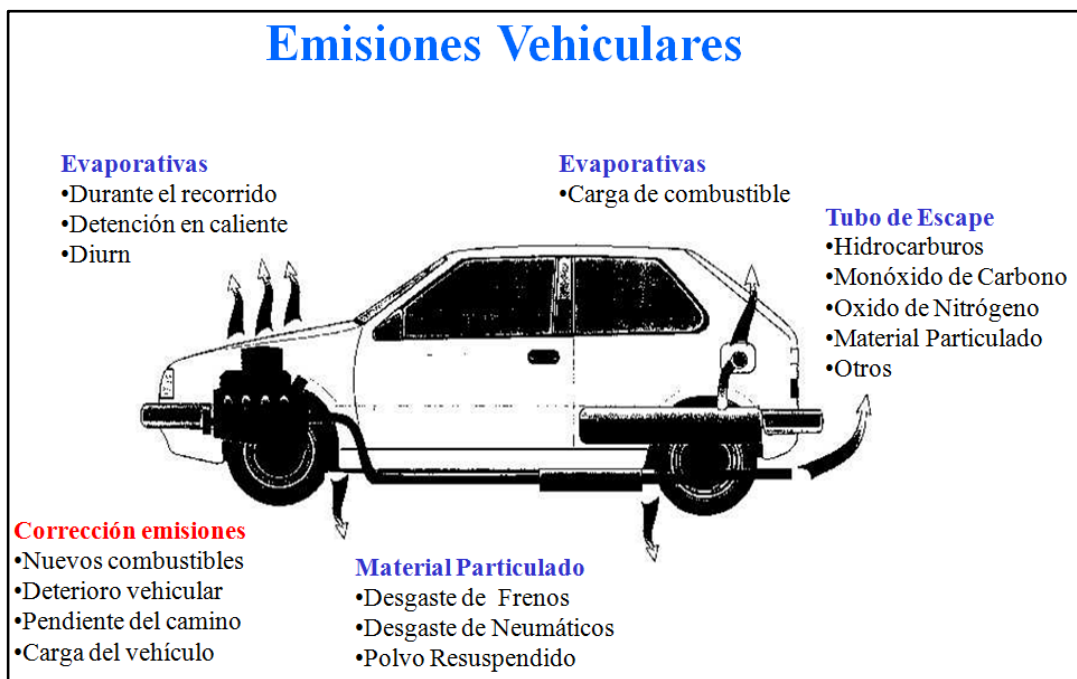 Emisiones Vehiculares
Evaporativas
•Durante el recorrido
•Detención en caliente
•Diurn
Evaporativas
•Carga de combustible
Tubo de Escape
•Hidrocarburos
•Monóxido de Carbono
•Oxido de Nitrógeno
•Material Particulado
•Otros
Corrección emisiones
•Nuevos combustibles
•Deterioro vehicular
•Pendiente del camino
•Carga del vehículo
Material Particulado
•Desgaste de Frenos
•Desgaste de Neumáticos
•Polvo Resuspendido